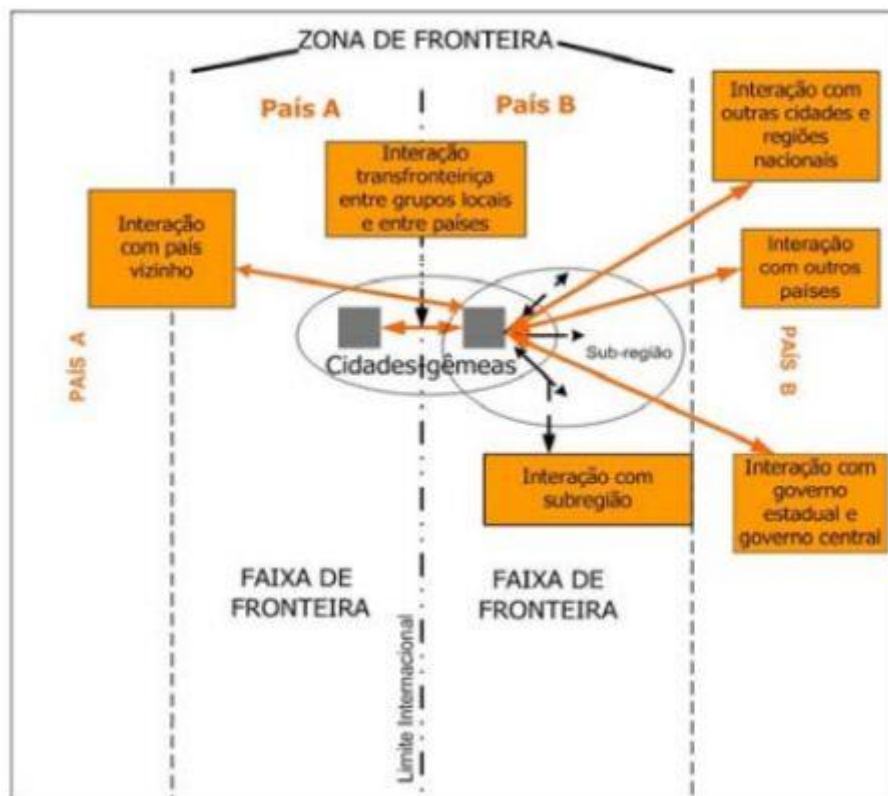 ZONA DE FRONTEIRA
País A
País B
Interação com
outras cidades e
regiões
nacionais
Interação
transfronteiriça
entre grupos locais
e entre países
Interação
com país
vizinho
Interação
com outros
países
PAÍS A
Cidades-gêmeas
Sub-região
PAÍS B
Interação com
subregião
Interação com
governo
estadual e
governo central
FAIXA DE
FRONTEIRA
FAIXA DE
FRONTEIRA
Limite Internacional